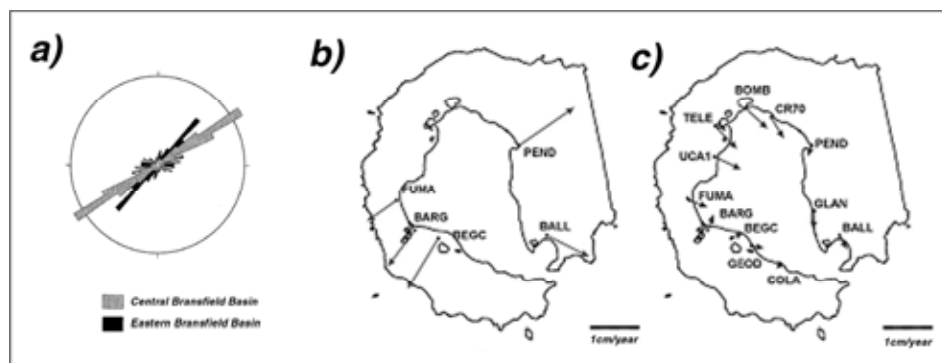 a)
Central Bransfield Basin
Eastern Bransfield Basin
b)
PEND
FUMA
BARG
BEGC
BALL
1cm/year
c)
BOMB
CR70
TELE
PEND
UCA1
FUMA
GLAN
BARG
BEGC
BALL
GEOD
COLA
1cm/year